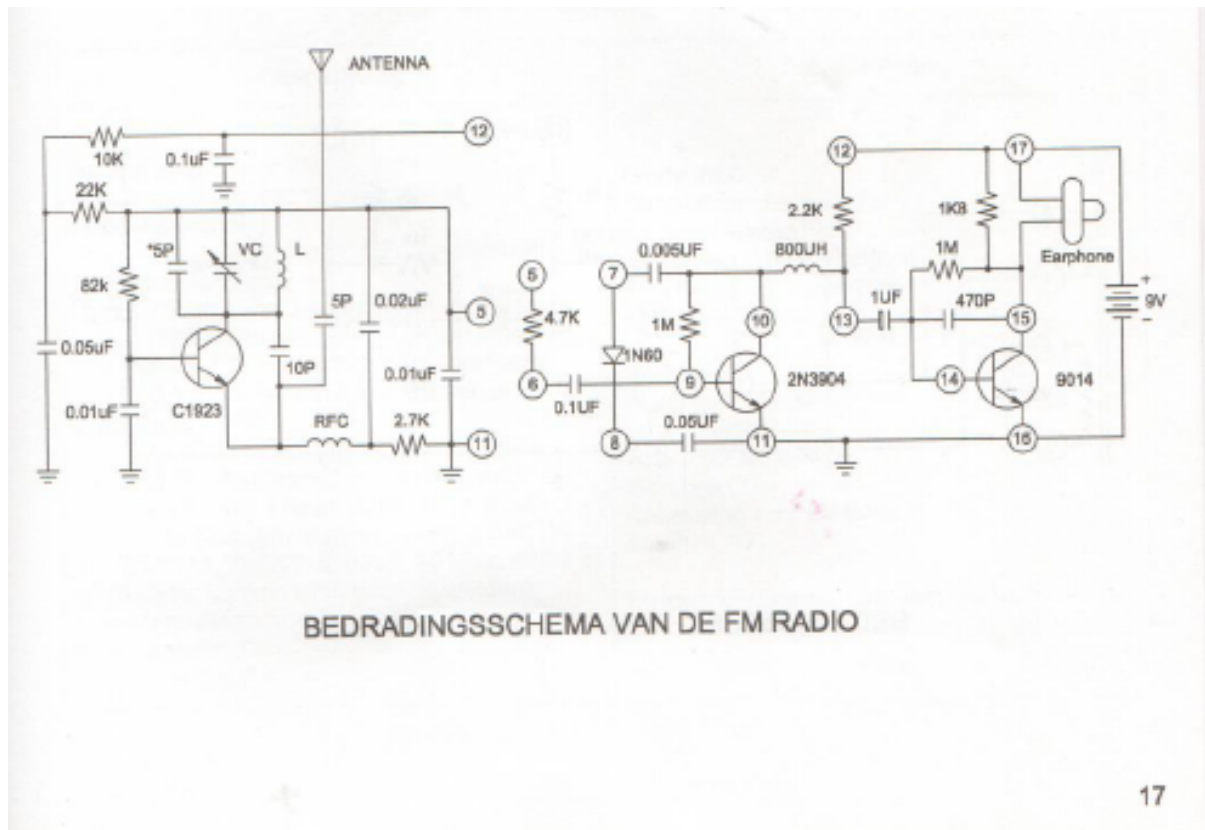 ANTENNA
12
10K
0.1uF
22K
*5P
VC
L
82k
5P
0.02uF
5
0.05uF
10P
0.01uF
0.01uF
C1923
RFC
2.7K
11
5
4.7K
6
7
0.005UF
1N60
1M
0.1UF
9
8
0.05UF
10
2N3904
11
800UH
2.2K
12
13
1UF
1M
470P
1K8
17
Earphone
15
14
9014
16
+
9V
−
BEDRADINGSSCHEMA VAN DE FM RADIO
17